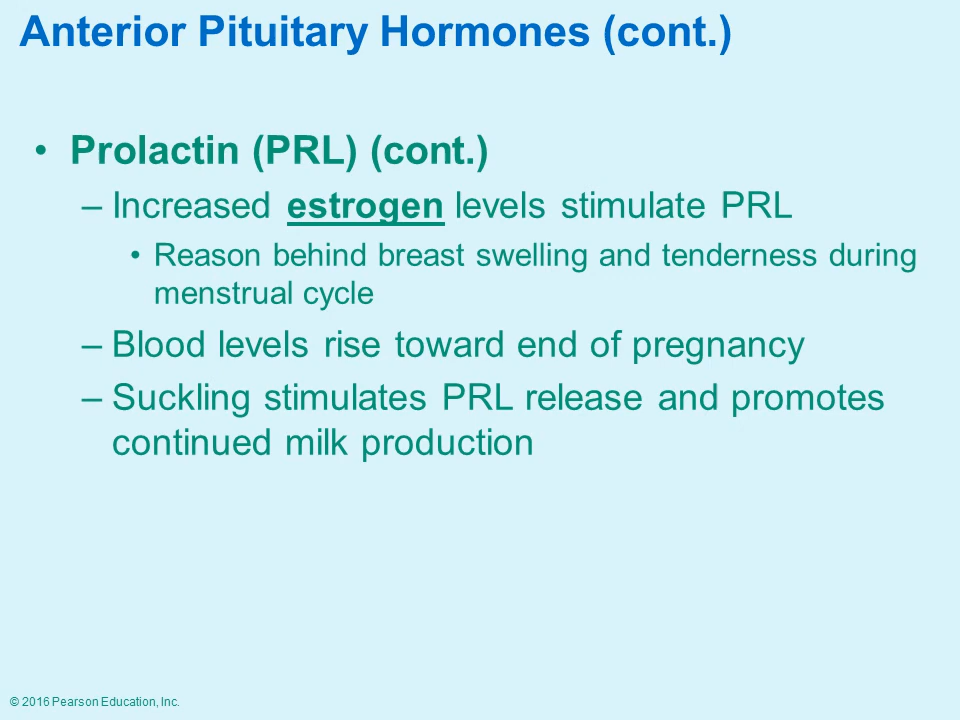 Anterior Pituitary Hormones (cont.)
• Prolactin (PRL) (cont.)
– Increased estrogen levels stimulate PRL
• Reason behind breast swelling and tenderness during
menstrual cycle
– Blood levels rise toward end of pregnancy
– Suckling stimulates PRL release and promotes
continued milk production
© 2016 Pearson Education, Inc.